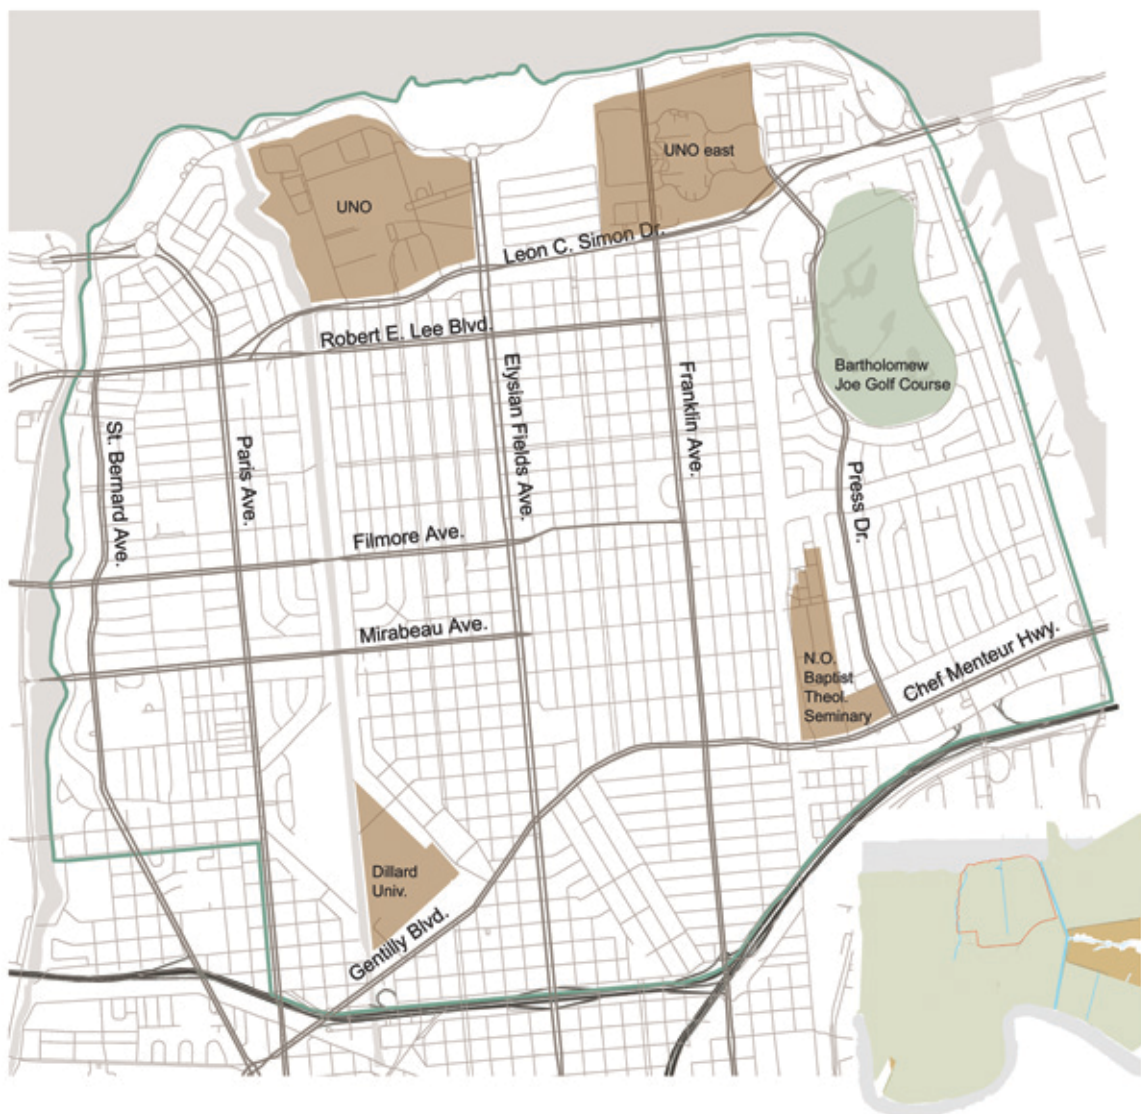 UNO east
UNO
Leon C. Simon Dr.
Robert E. Lee Blvd.
Bartholomew
Joe Golf Course
Elysian Fields Ave.
Franklin Ave.
St. Bernard Ave.
Paris Ave.
Press Dr.
Filmore Ave.
Mirabeau Ave.
Chef Menteur Hwy.
N.O.
Baptist
Theol.
Seminary
Dillard
Univ.
Gentilly Blvd.